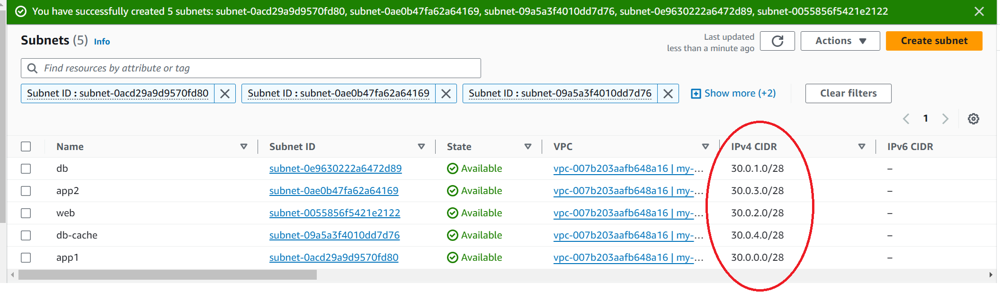 You have successfully created 5 subnets: subnet-0acd29a9d9570fd80, subnet-0ae0b47fa62a64169, subnet-09a5a3f4010dd7d76, subnet-0e9630222a6472d89, subnet-0055856f5421e2122
Subnets (5) Info
Last updated
less than a minute ago
Actions
Create subnet
Find resources by attribute or tag
Subnet ID : subnet-0acd29a9d9570fd80
Subnet ID : subnet-0ae0b47fa62a64169
Subnet ID : subnet-09a5a3f4010dd7d76
Show more (+2)
Clear filters
1
Name Subnet ID State VPC IPv4 CIDR IPv6 CIDR
db subnet-0e9630222a6472d89 Available vpc-007b203aafb648a16 | my-... 30.0.1.0/28 –
app2 subnet-0ae0b47fa62a64169 Available vpc-007b203aafb648a16 | my-... 30.0.3.0/28 –
web subnet-0055856f5421e2122 Available vpc-007b203aafb648a16 | my-... 30.0.2.0/28 –
db-cache subnet-09a5a3f4010dd7d76 Available vpc-007b203aafb648a16 | my-... 30.0.4.0/28 –
app1 subnet-0acd29a9d9570fd80 Available vpc-007b203aafb648a16 | my-... 30.0.0.0/28 –